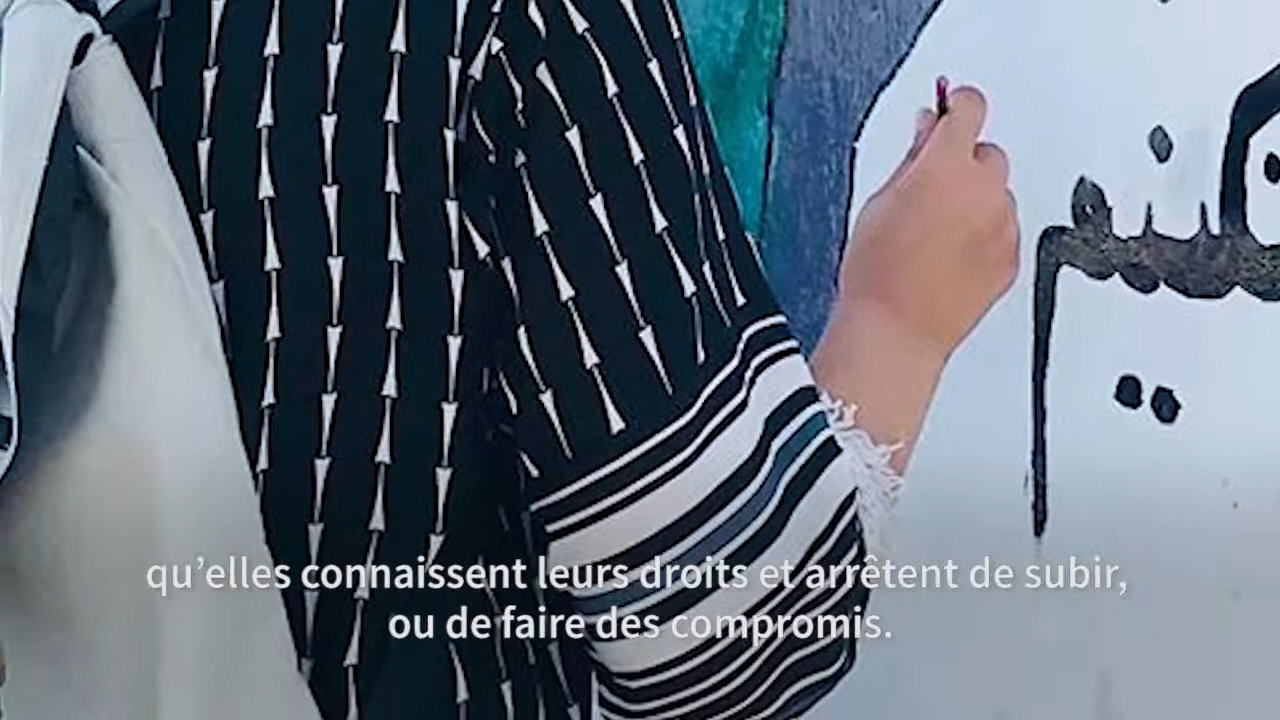 qu’elles connaissent leurs droits et arrêtent de subir,
ou de faire des compromis.